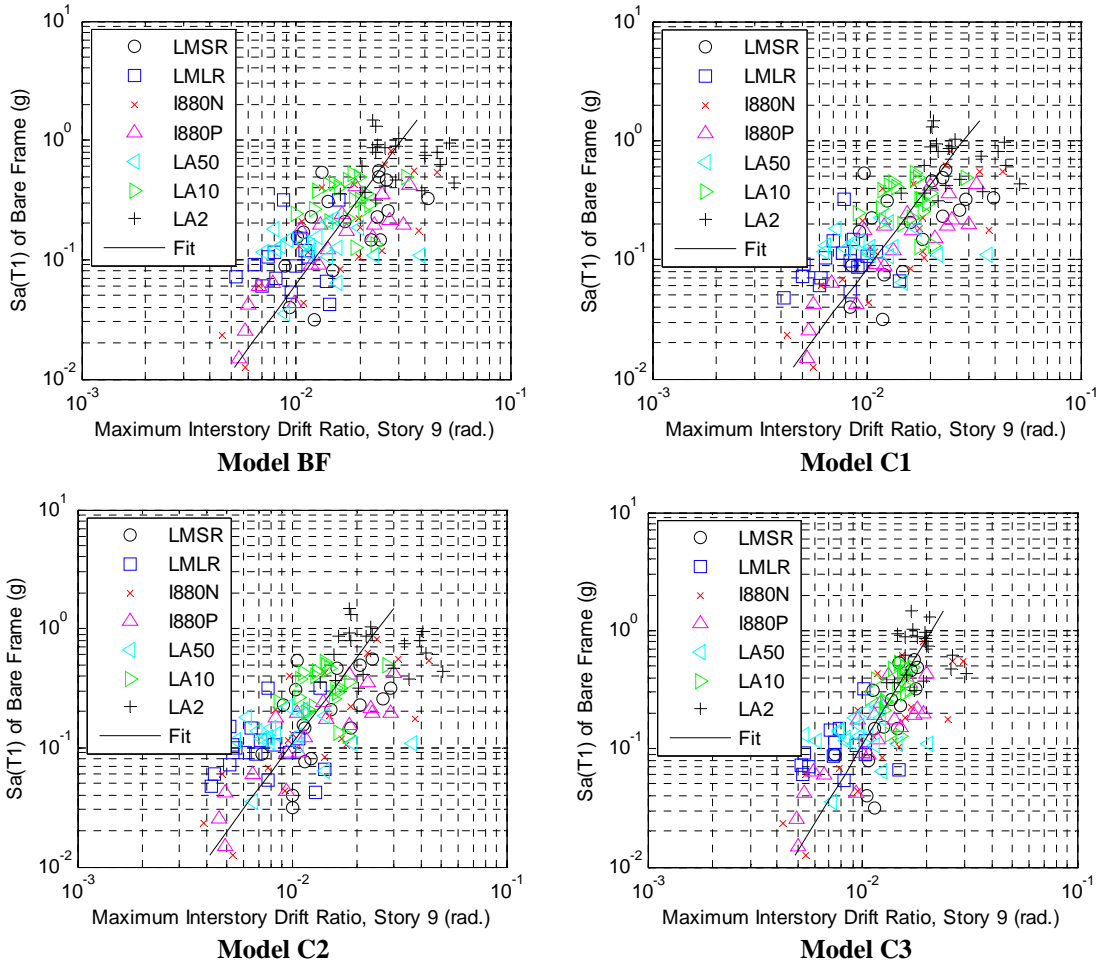 10^1
10^0
10^-1
10^-2
Sa(T1) of Bare Frame (g)
LMSR
LMLR
I880N
I880P
LA50
LA10
LA2
Fit
10^-3
10^-2
10^-1
Maximum Interstory Drift Ratio, Story 9 (rad.)
Model BF
10^1
10^0
10^-1
10^-2
Sa(T1) of Bare Frame (g)
LMSR
LMLR
I880N
I880P
LA50
LA10
LA2
Fit
10^-3
10^-2
10^-1
Maximum Interstory Drift Ratio, Story 9 (rad.)
Model C1
10^1
10^0
10^-1
10^-2
Sa(T1) of Bare Frame (g)
LMSR
LMLR
I880N
I880P
LA50
LA10
LA2
Fit
10^-3
10^-2
10^-1
Maximum Interstory Drift Ratio, Story 9 (rad.)
Model C2
10^1
10^0
10^-1
10^-2
Sa(T1) of Bare Frame (g)
LMSR
LMLR
I880N
I880P
LA50
LA10
LA2
Fit
10^-3
10^-2
10^-1
Maximum Interstory Drift Ratio, Story 9 (rad.)
Model C3